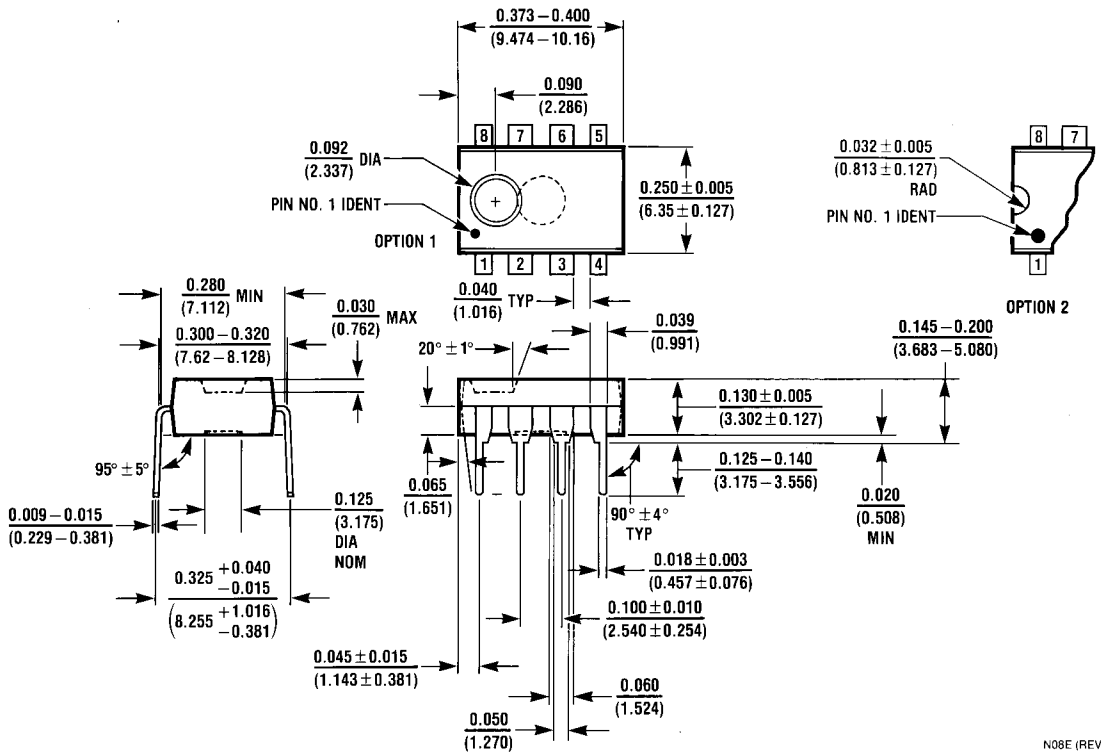 0.373 – 0.400
(9.474 – 10.16)
0.090
(2.286)
8 7 6 5
0.092 DIA
(2.337)
PIN NO. 1 IDENT
OPTION 1
1 2 3 4
0.250 ± 0.005
(6.35 ± 0.127)
8 7
0.032 ± 0.005
(0.813 ± 0.127)
RAD
PIN NO. 1 IDENT
1
OPTION 2
0.280 MIN
(7.112)
0.300 – 0.320
(7.62 – 8.128)
0.030 MAX
(0.762)
0.040 TYP
(1.016)
0.039
(0.991)
0.145 – 0.200
(3.683 – 5.080)
20° ± 1°
0.130 ± 0.005
(3.302 ± 0.127)
95° ± 5°
0.065
(1.651)
0.125 – 0.140
(3.175 – 3.556)
90° ± 4°
TYP
0.020
(0.508)
MIN
0.009 – 0.015
(0.229 – 0.381)
0.125
(3.175)
DIA
NOM
0.018 ± 0.003
(0.457 ± 0.076)
0.325 +0.040
–0.015
(8.255 +1.016
–0.381)
0.100 ± 0.010
(2.540 ± 0.254)
0.045 ± 0.015
(1.143 ± 0.381)
0.060
(1.524)
0.050
(1.270)
N08E (REV